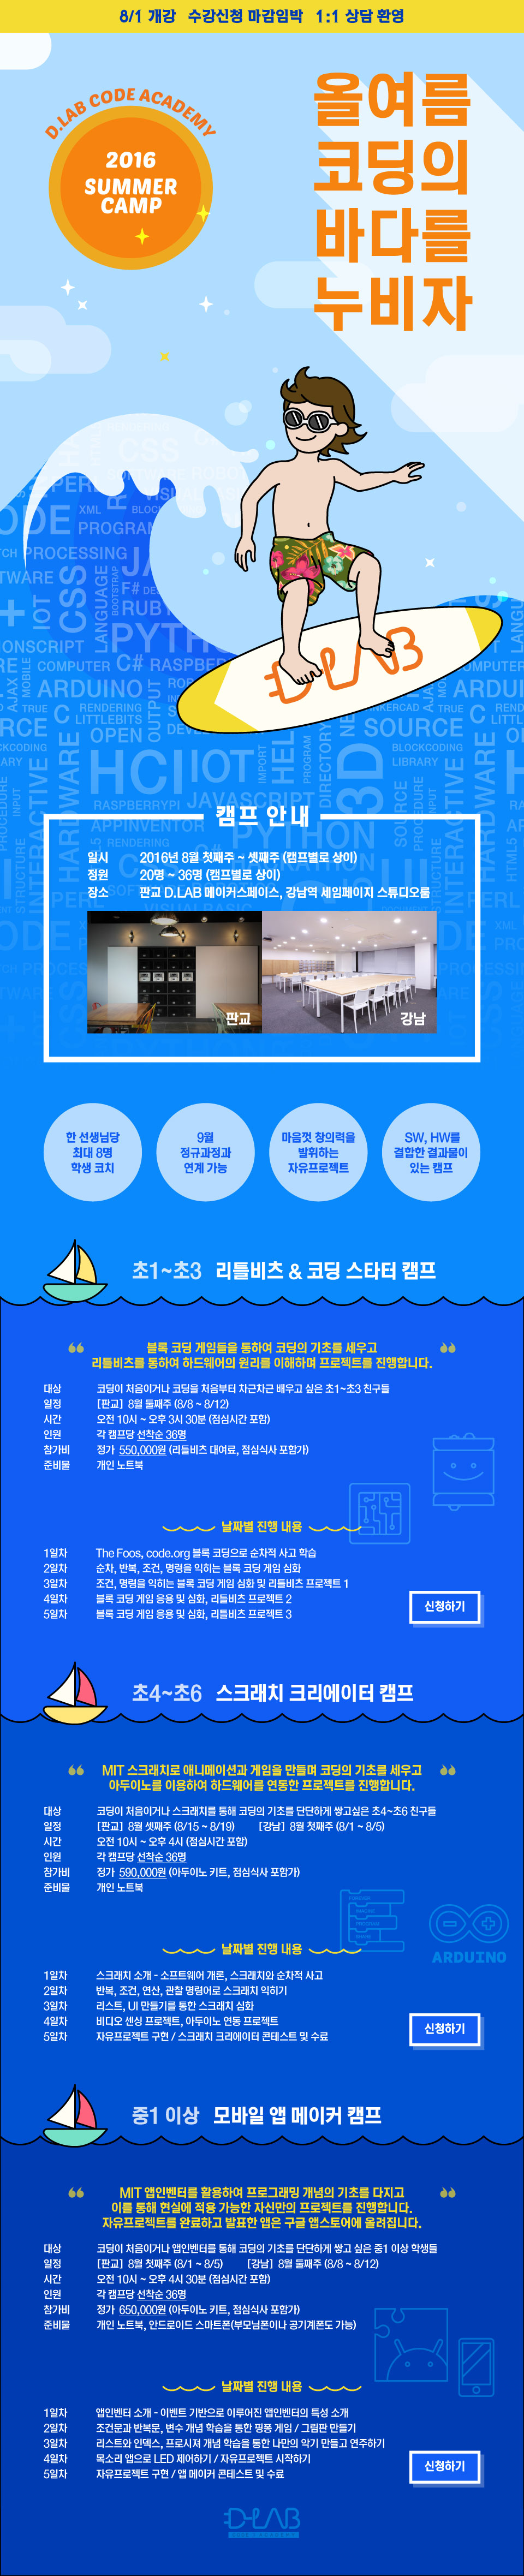 8/1 개강 수강신청 마감임박 1:1 상담 환영
D.LAB CODE ACADEMY
2016
SUMMER
CAMP
올여름
코딩의
바다를
누비자
CSS
PERL
XML
PROGRAM
PROCESSING
CSS
IOT
LANGUAGE
BOOTSTRAP
F#
RUBY
PYTH
COMPUTER C# RASPBER
AJAX
MOBILE
ARDUINO
OUTPUT
TRUE C RENDERING
LITTLEBITS
OPEN
D-LAB
SOURCE
BLOCKCODING
LIBRARY
HCI IOT
IMPORT
PROGRAM
DIRECTORY
3D
INTERACTIVE
HARDWARE
RASPBERRYPI JAVASCRIPT
캠프 안내
일시 2016년 8월 첫째주 ~ 셋째주 (캠프별로 상이)
정원 20명 ~ 36명 (캠프별로 상이)
장소 판교 D.LAB 메이커스페이스, 강남역 세임페이지 스튜디오룸
판교
강남
한 선생님당
최대 8명
학생 코치
9월
정규과정과
연계 가능
마음껏 창의력을
발휘하는
자유프로젝트
SW, HW를
결합한 결과물이
있는 캠프
초1~초3 리틀비츠 & 코딩 스타터 캠프
블록 코딩 게임들을 통하여 코딩의 기초를 세우고
리틀비츠를 통하여 하드웨어의 원리를 이해하며 프로젝트를 진행합니다.
대상 코딩이 처음이거나 코딩을 처음부터 차근차근 배우고 싶은 초1~초3 친구들
일정 [판교] 8월 둘째주 (8/8 ~ 8/12)
시간 오전 10시 ~ 오후 3시 30분 (점심시간 포함)
인원 각 캠프당 선착순 36명
참가비 정가 550,000원 (리틀비츠 대여료, 점심식사 포함가)
준비물 개인 노트북
날짜별 진행 내용
1일차 The Foos, code.org 블록 코딩으로 순차적 사고 학습
2일차 순차, 반복, 조건, 명령을 익히는 블록 코딩 게임 심화
3일차 조건, 명령을 익히는 블록 코딩 게임 심화 및 리틀비츠 프로젝트 1
4일차 블록 코딩 게임 응용 및 심화, 리틀비츠 프로젝트 2
5일차 블록 코딩 게임 응용 및 심화, 리틀비츠 프로젝트 3
신청하기
초4~초6 스크래치 크리에이터 캠프
MIT 스크래치로 애니메이션과 게임을 만들며 코딩의 기초를 세우고
아두이노를 이용하여 하드웨어를 연동한 프로젝트를 진행합니다.
대상 코딩이 처음이거나 스크래치를 통해 코딩의 기초를 단단하게 쌓고싶은 초4~초6 친구들
일정 [판교] 8월 셋째주 (8/15 ~ 8/19) [강남] 8월 첫째주 (8/1 ~ 8/5)
시간 오전 10시 ~ 오후 4시 (점심시간 포함)
인원 각 캠프당 선착순 36명
참가비 정가 590,000원 (아두이노 키트, 점심식사 포함가)
준비물 개인 노트북
ARDUINO
날짜별 진행 내용
1일차 스크래치 소개 - 소프트웨어 개론, 스크래치와 순차적 사고
2일차 반복, 조건, 연산, 관찰 명령어로 스크래치 익히기
3일차 리스트, UI 만들기를 통한 스크래치 심화
4일차 비디오 센싱 프로젝트, 아두이노 연동 프로젝트
5일차 자유프로젝트 구현 / 스크래치 크리에이터 콘테스트 및 수료
신청하기
중1 이상 모바일 앱 메이커 캠프
MIT 앱인벤터를 활용하여 프로그래밍 개념의 기초를 다지고
이를 통해 현실에 적용 가능한 자신만의 프로젝트를 진행합니다.
자유프로젝트를 완료하고 발표한 앱은 구글 앱스토어에 올려집니다.
대상 코딩이 처음이거나 앱인벤터를 통해 코딩의 기초를 단단하게 쌓고 싶은 중1 이상 학생들
일정 [판교] 8월 첫째주 (8/1 ~ 8/5) [강남] 8월 둘째주 (8/8 ~ 8/12)
시간 오전 10시 ~ 오후 4시 30분 (점심시간 포함)
인원 각 캠프당 선착순 36명
참가비 정가 650,000원 (아두이노 키트, 점심식사 포함가)
준비물 개인 노트북, 안드로이드 스마트폰(부모님폰이나 공기계폰도 가능)
날짜별 진행 내용
1일차 앱인벤터 소개 - 이벤트 기반으로 이루어진 앱인벤터의 특성 소개
2일차 조건문과 반복문, 변수 개념 학습을 통한 핑퐁 게임 / 그림판 만들기
3일차 리스트와 인덱스, 프로시져 개념 학습을 통한 나만의 악기 만들고 연주하기
4일차 목소리 앱으로 LED 제어하기 / 자유프로젝트 시작하기
5일차 자유프로젝트 구현 / 앱 메이커 콘테스트 및 수료
신청하기
D-LAB